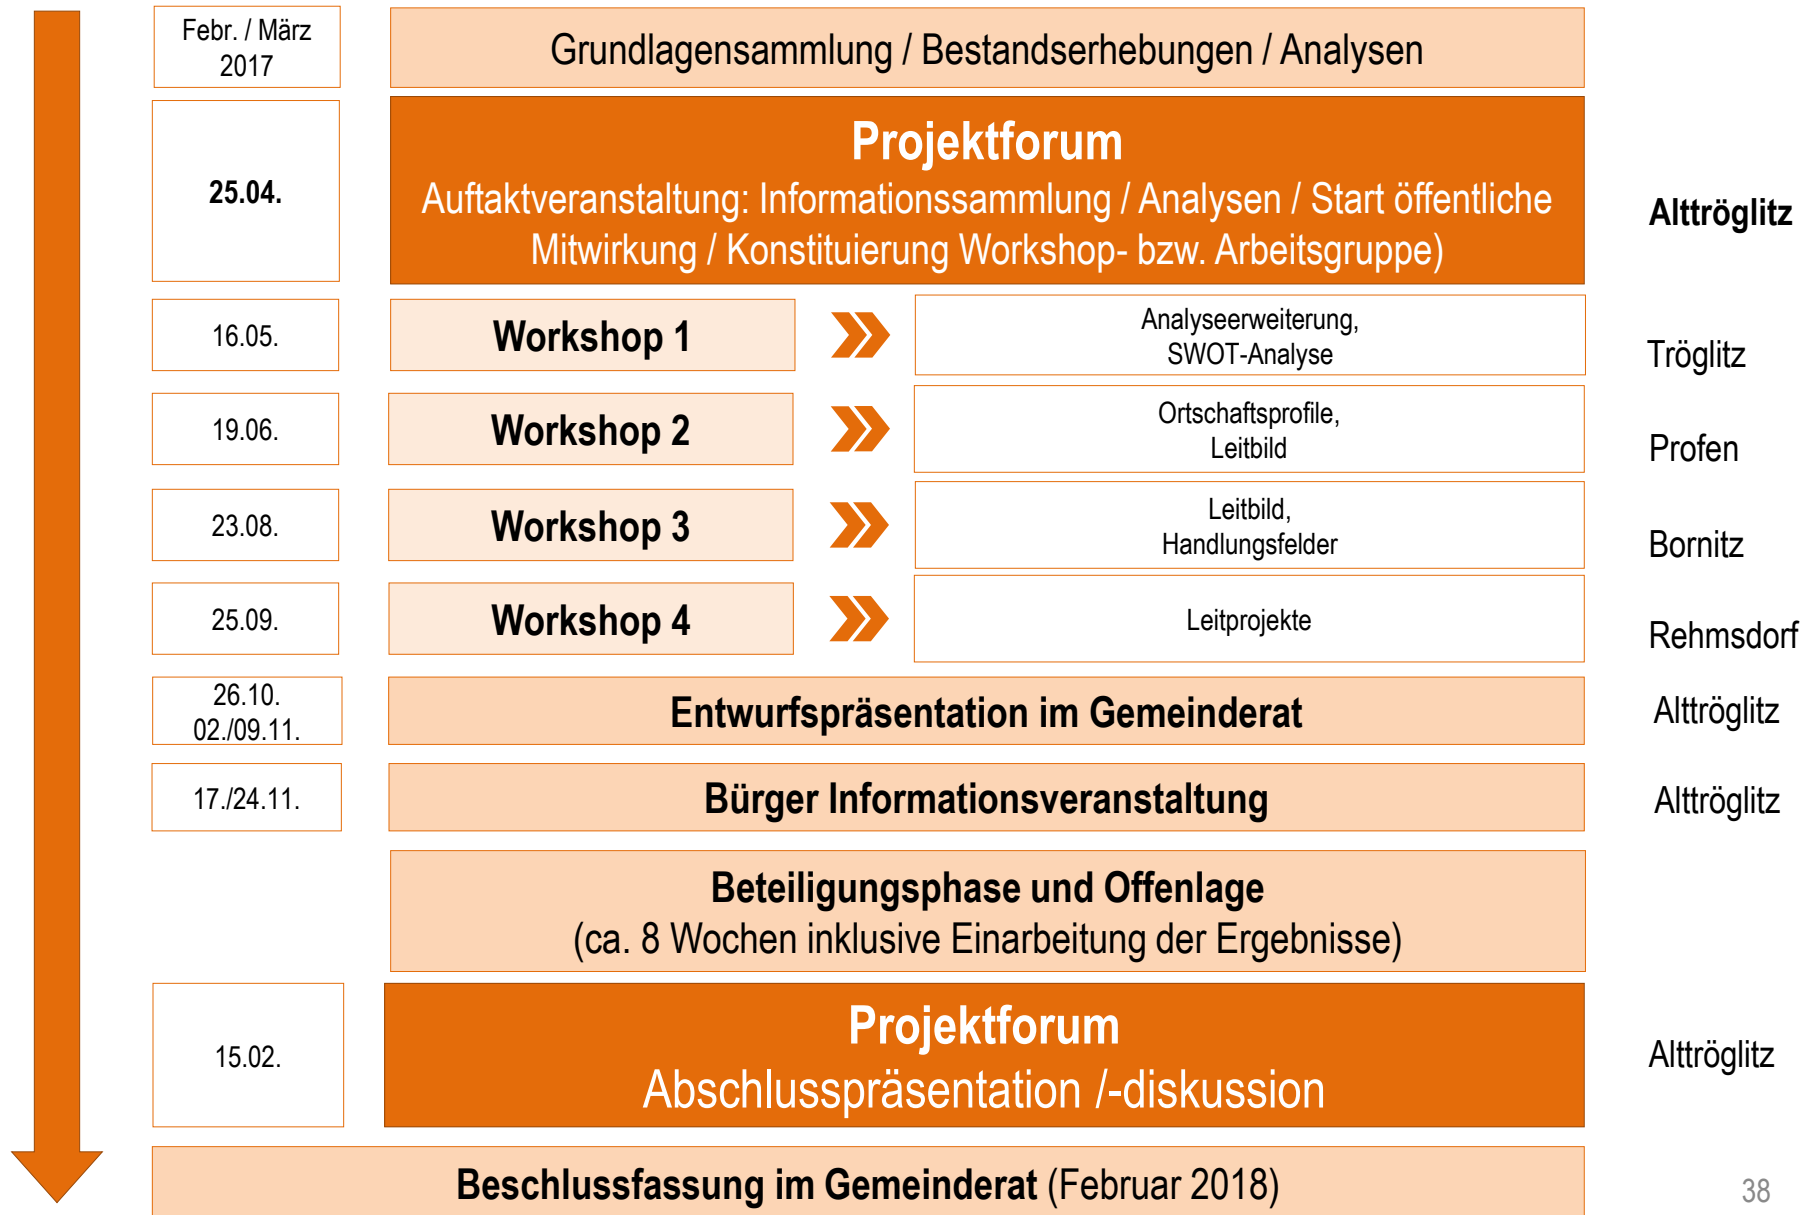 Febr. / März
2017
Grundlagensammlung / Bestandserhebungen / Analysen
25.04.
Projektforum
Auftaktveranstaltung: Informationssammlung / Analysen / Start öffentliche
Mitwirkung / Konstituierung Workshop- bzw. Arbeitsgruppe)
Alttröglitz
16.05.
Workshop 1
Analyseerweiterung,
SWOT-Analyse
Tröglitz
19.06.
Workshop 2
Ortschaftsprofile,
Leitbild
Profen
23.08.
Workshop 3
Leitbild,
Handlungsfelder
Bornitz
25.09.
Workshop 4
Leitprojekte
Rehmsdorf
26.10.
02./09.11.
Entwurfspräsentation im Gemeinderat
Alttröglitz
17./24.11.
Bürger Informationsveranstaltung
Alttröglitz
Beteiligungsphase und Offenlage
(ca. 8 Wochen inklusive Einarbeitung der Ergebnisse)
15.02.
Projektforum
Abschlusspräsentation /-diskussion
Alttröglitz
Beschlussfassung im Gemeinderat (Februar 2018)
38